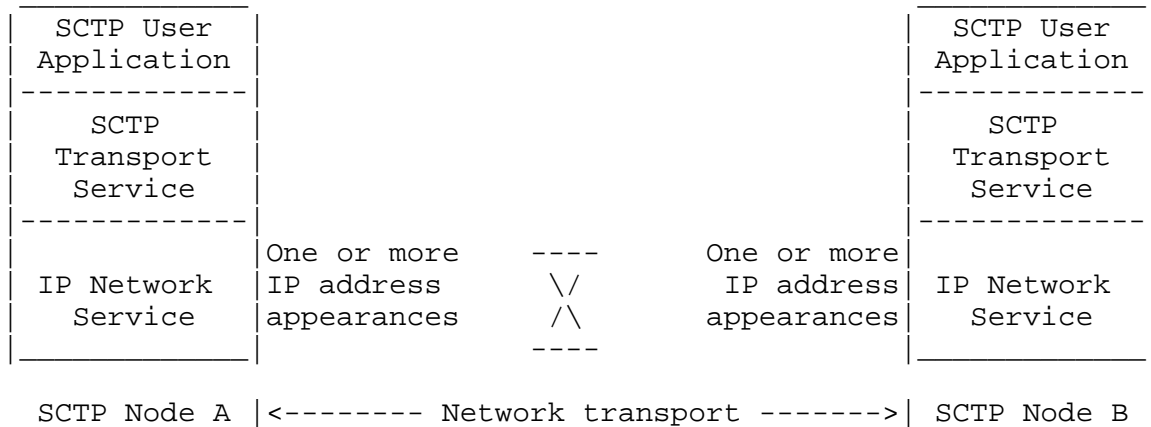 SCTP User SCTP User
Application Application
SCTP SCTP
Transport Transport
Service Service
One or more ---- One or more
IP Network IP address \/ IP address IP Network
Service appearances /\ appearances Service
----
SCTP Node A |<-------- Network transport ------->| SCTP Node B